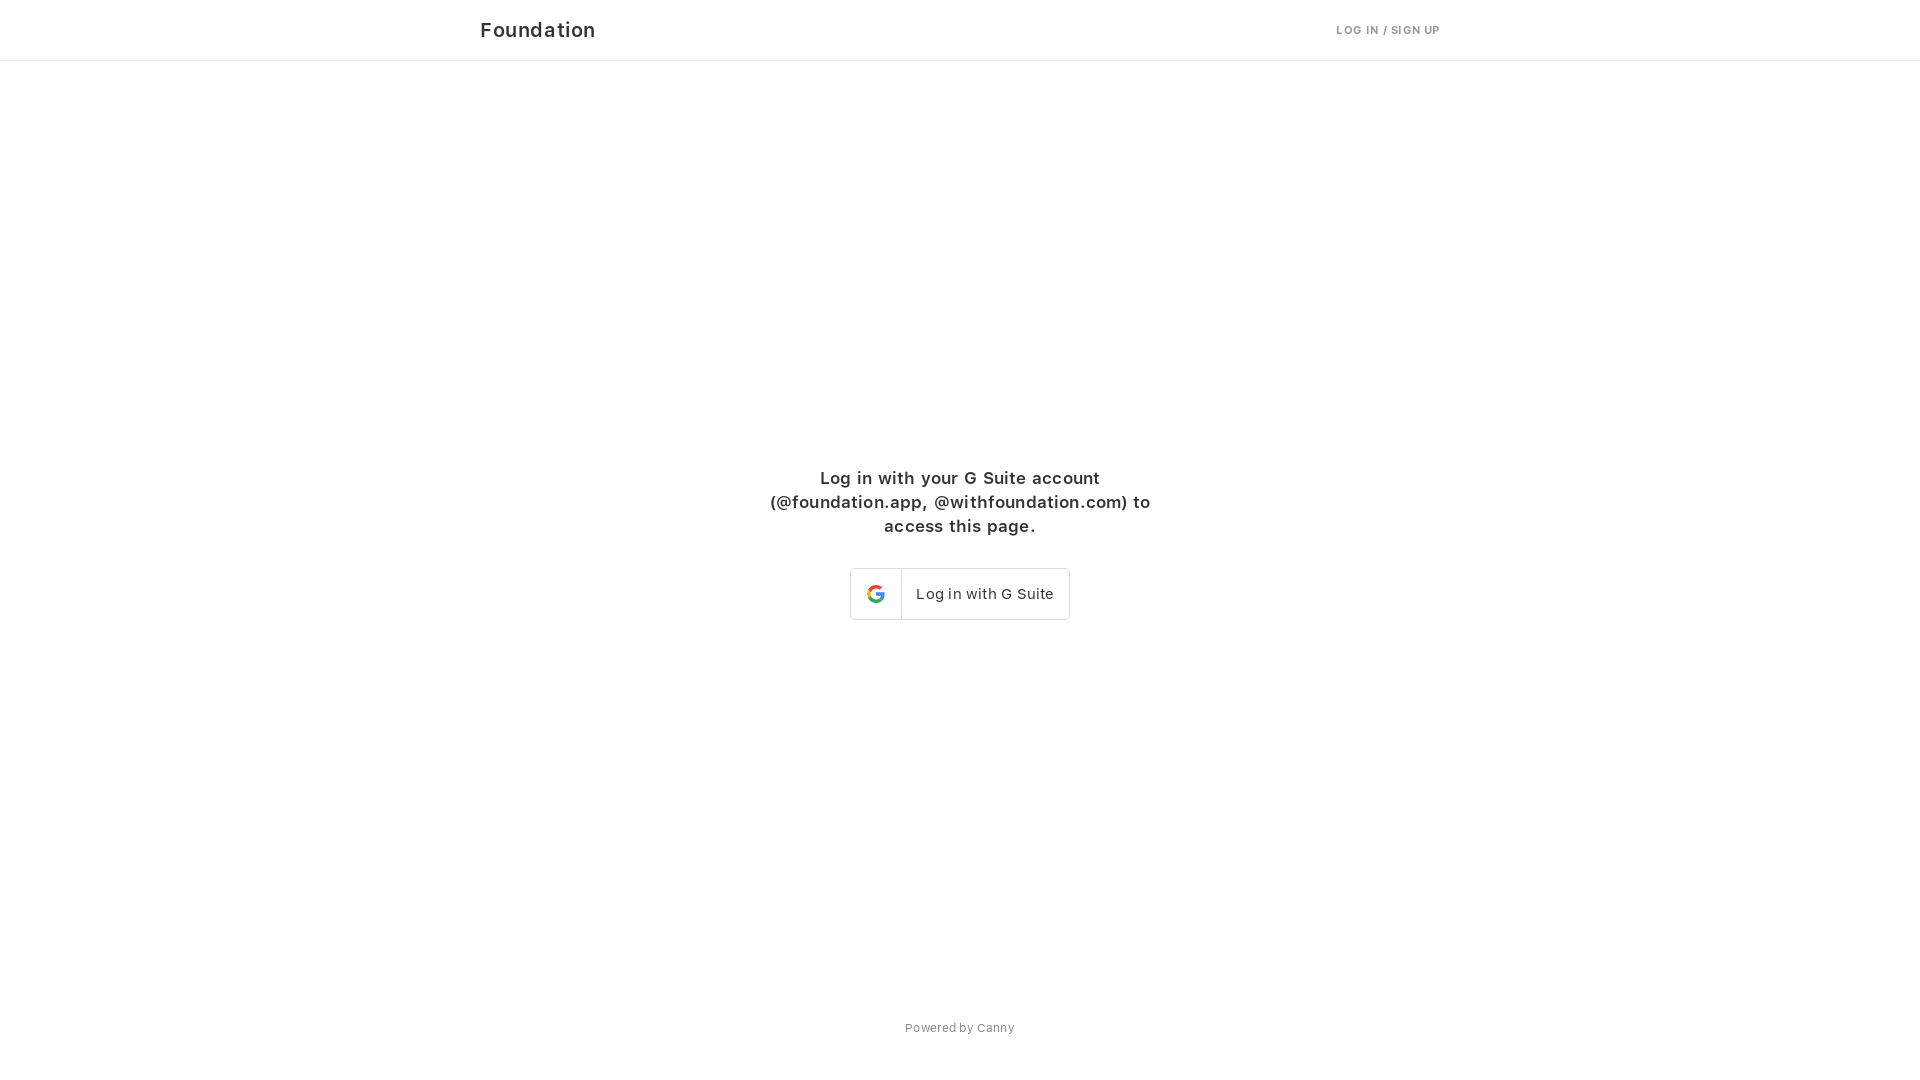 Foundation
LOG IN / SIGN UP
Log in with your G Suite account
(@foundation.app, @withfoundation.com) to
access this page.
Log in with G Suite
Powered by Canny